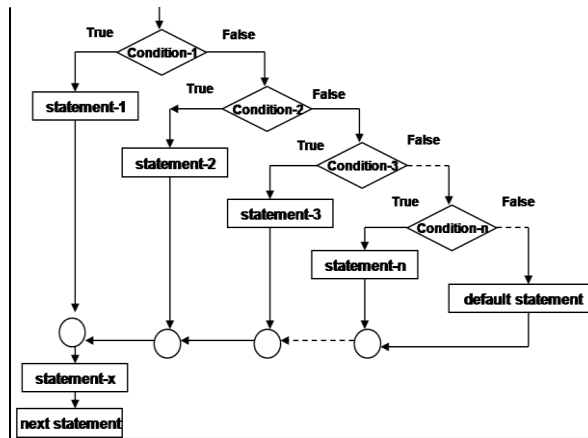 True
False
Condition-1
True
False
statement-1
Condition-2
True
False
statement-2
Condition-3
True
False
statement-3
Condition-n
statement-n
default statement
statement-x
next statement